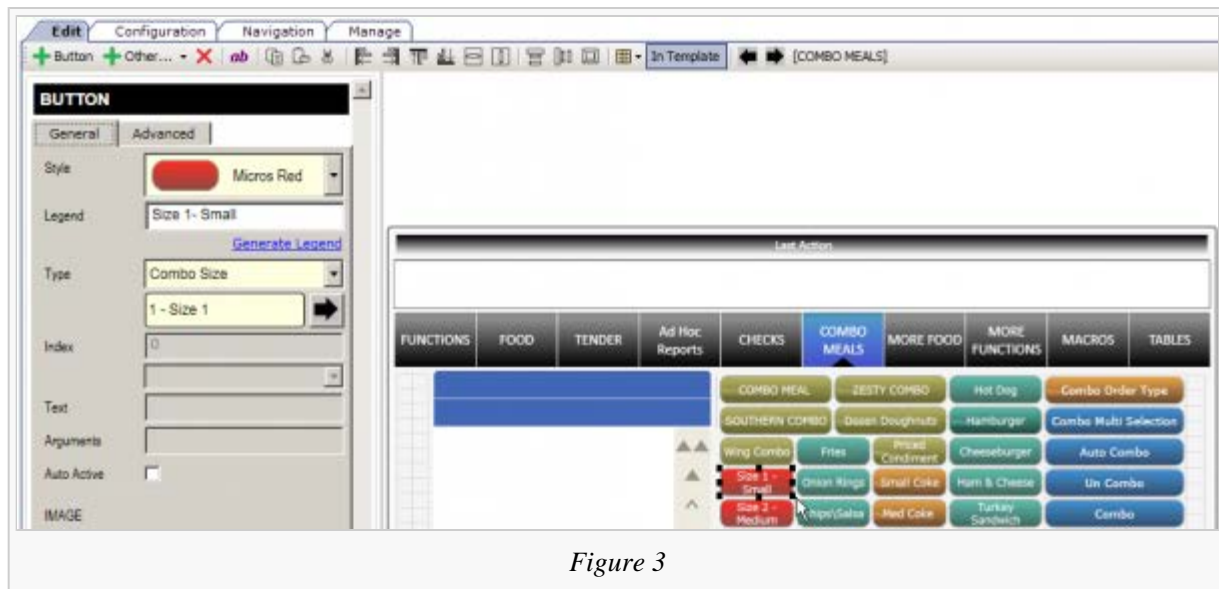 Edit Configuration Navigation Manage
Button Other... ab In Template [COMBO MEALS]
BUTTON
General Advanced
Style Micros Red
Legend Size 1- Small
Generate Legend
Type Combo Size
1 - Size 1
Index 0
Text
Arguments
Auto Active
IMAGE
Last Action
FUNCTIONS FOOD TENDER Ad Hoc Reports CHECKS COMBO MEALS MORE FOOD MORE FUNCTIONS MACROS TABLES
COMBO MEAL ZESTY COMBO Hot Dog Combo Order Type
SOUTHERN COMBO Dozen Doughnuts Hamburger Combo Multi Selection
Wing Combo Fries Priced Condiment Cheeseburger Auto Combo
Size 1 - Small Onion Rings Small Coke Ham & Cheese Un Combo
Size 2 - Medium Chips\Salsa Med Coke Turkey Sandwich Combo
Figure 3